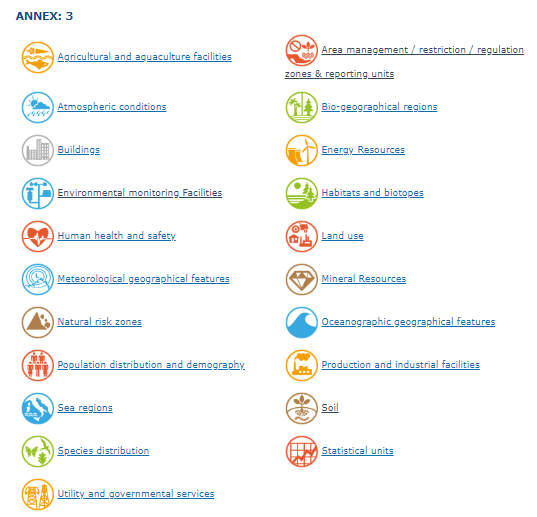 ANNEX: 3
Agricultural and aquaculture facilities
Area management / restriction / regulation
zones & reporting units
Atmospheric conditions
Bio-geographical regions
Buildings
Energy Resources
Environmental monitoring Facilities
Habitats and biotopes
Human health and safety
Land use
Meteorological geographical features
Mineral Resources
Natural risk zones
Oceanographic geographical features
Population distribution and demography
Production and industrial facilities
Sea regions
Soil
Species distribution
Statistical units
Utility and governmental services